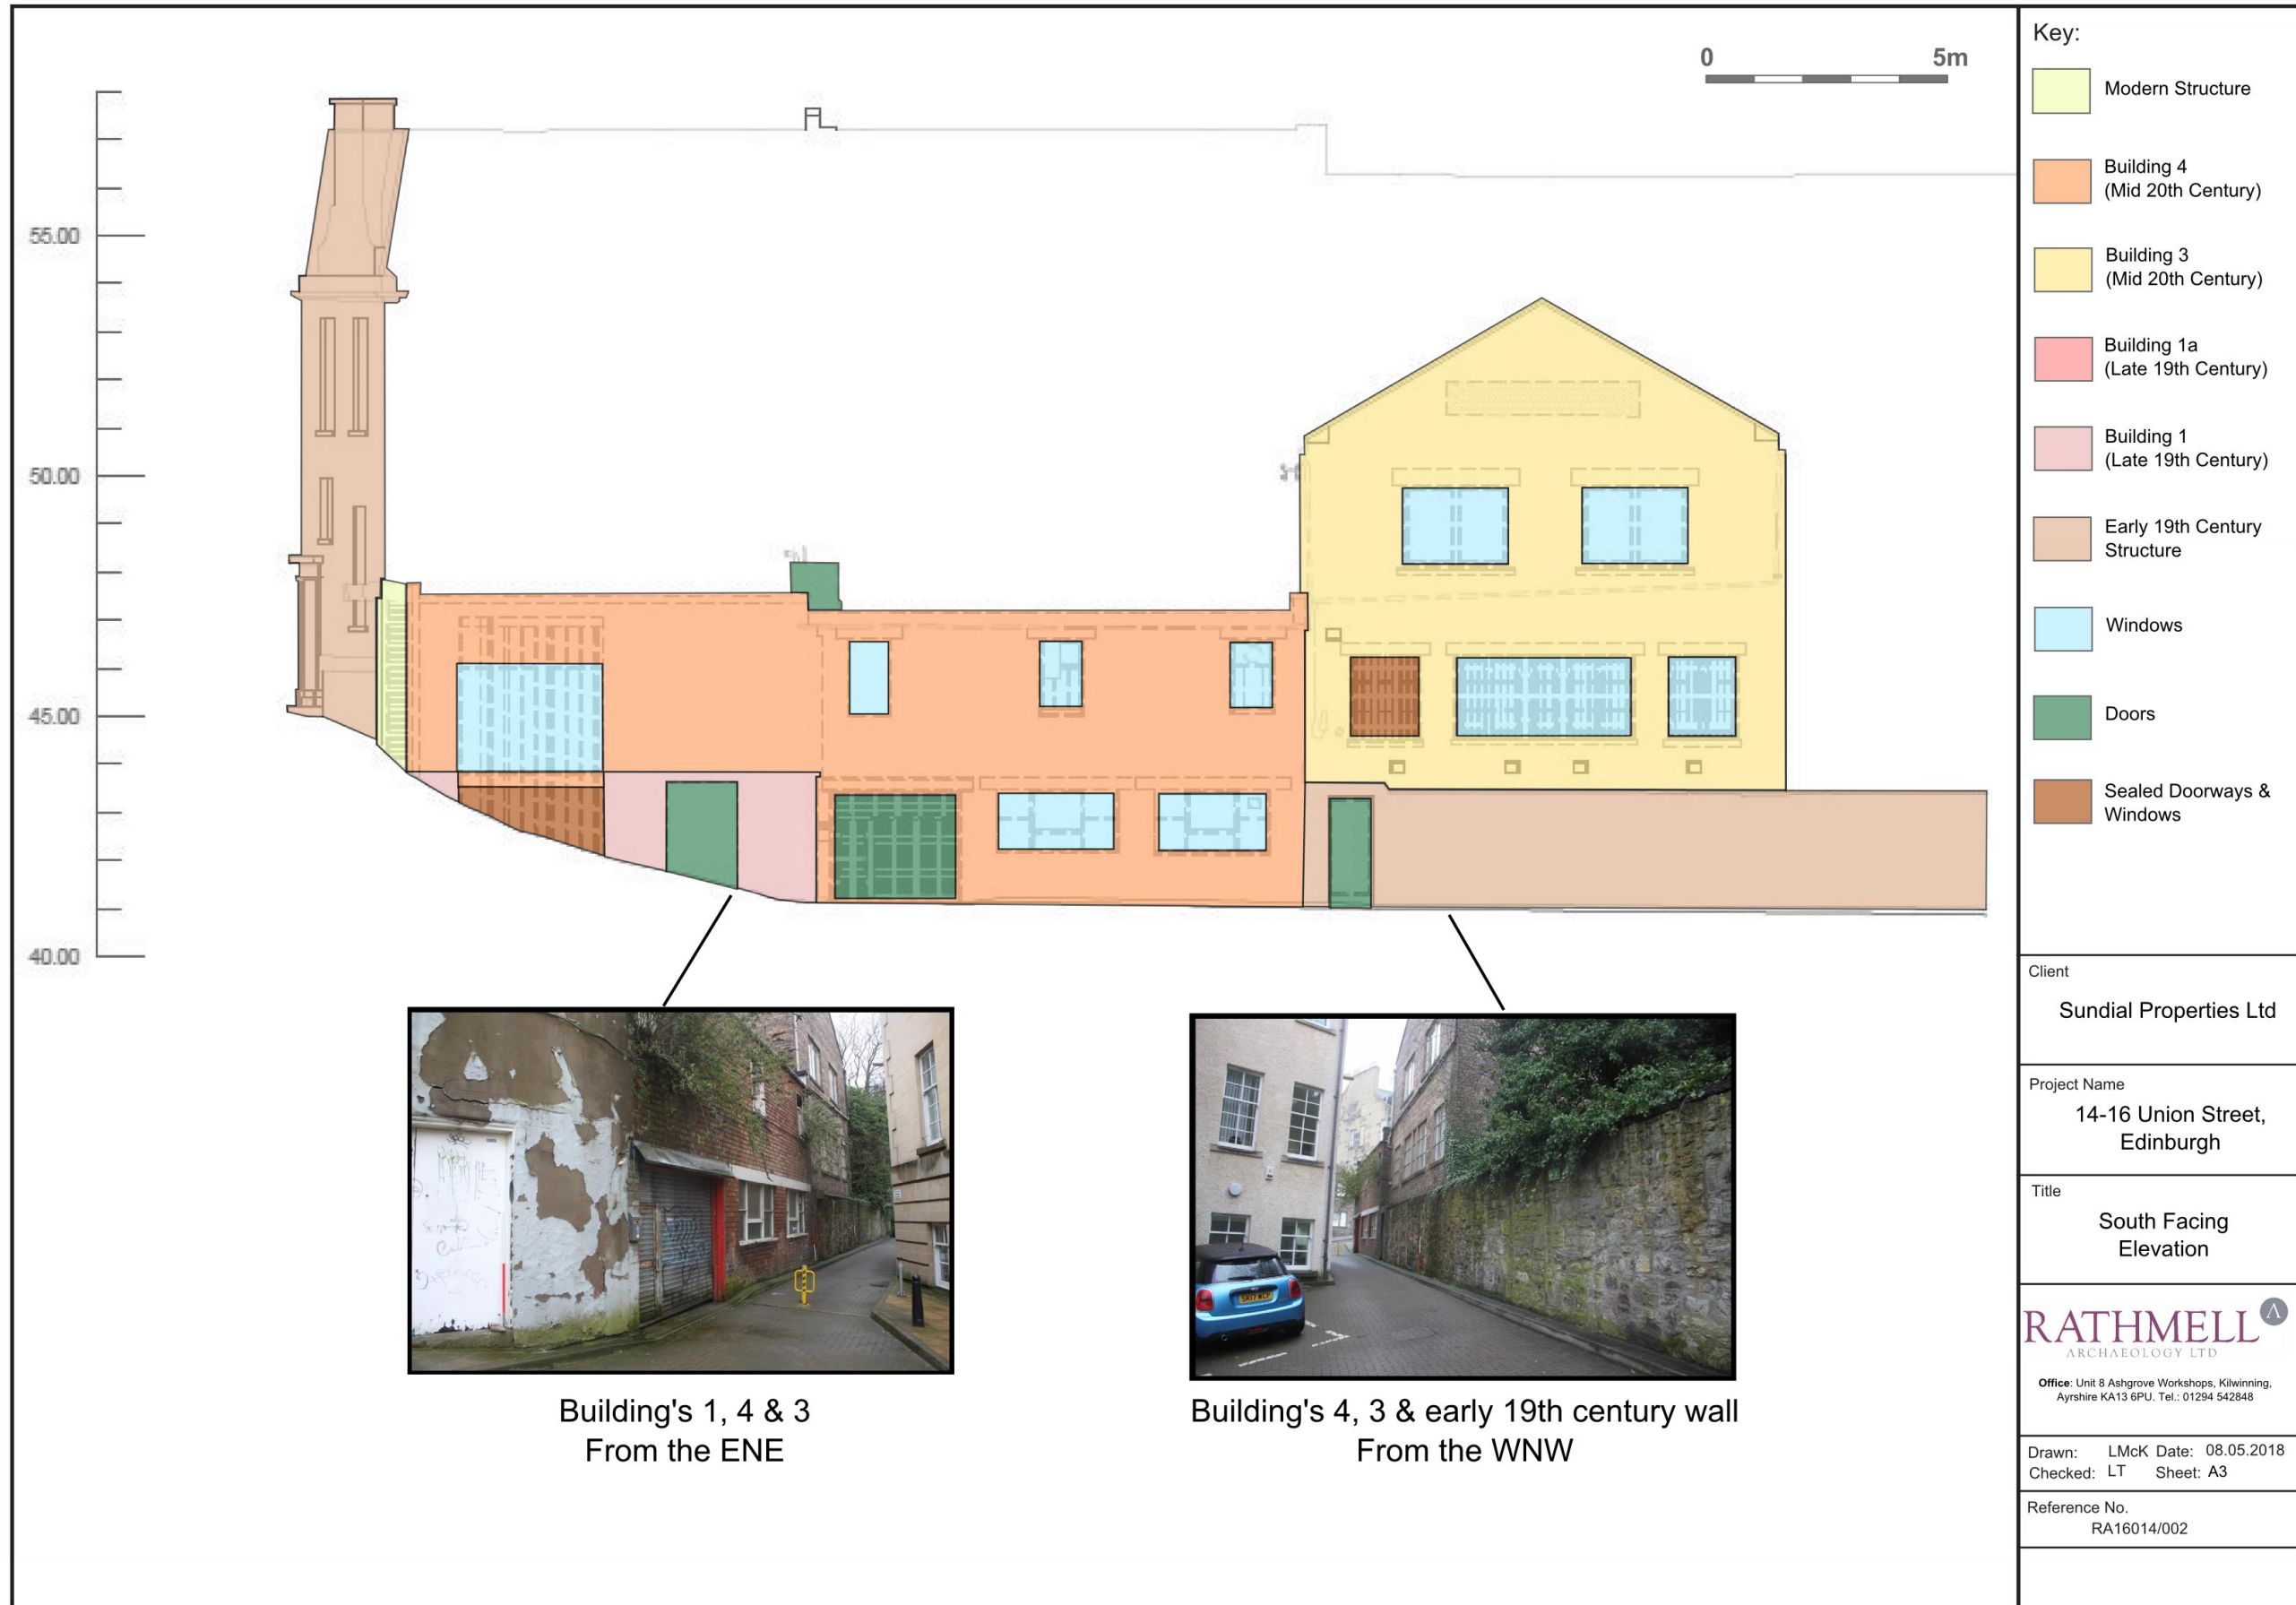 0 5m
55.00
50.00
45.00
40.00
Building's 1, 4 & 3
From the ENE
Building's 4, 3 & early 19th century wall
From the WNW
Key:
Modern Structure
Building 4
(Mid 20th Century)
Building 3
(Mid 20th Century)
Building 1a
(Late 19th Century)
Building 1
(Late 19th Century)
Early 19th Century
Structure
Windows
Doors
Sealed Doorways &
Windows
Client
Sundial Properties Ltd
Project Name
14-16 Union Street,
Edinburgh
Title
South Facing
Elevation
RATHMELL
ARCHAEOLOGY LTD
Office: Unit 8 Ashgrove Workshops, Kilwinning,
Ayrshire KA13 6PU. Tel.: 01294 542848
Drawn: LMcK Date: 08.05.2018
Checked: LT Sheet: A3
Reference No.
RA16014/002